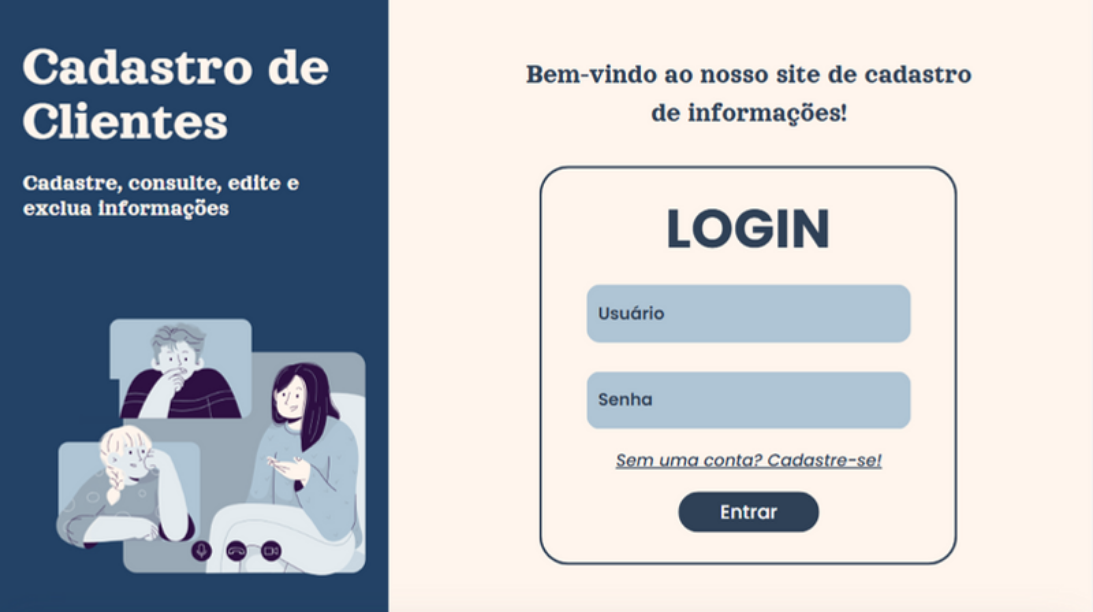 Cadastro de
Clientes
Cadastre, consulte, edite e
exclua informações
Bem-vindo ao nosso site de cadastro
de informações!
LOGIN
Usuário
Senha
Sem uma conta? Cadastre-se!
Entrar